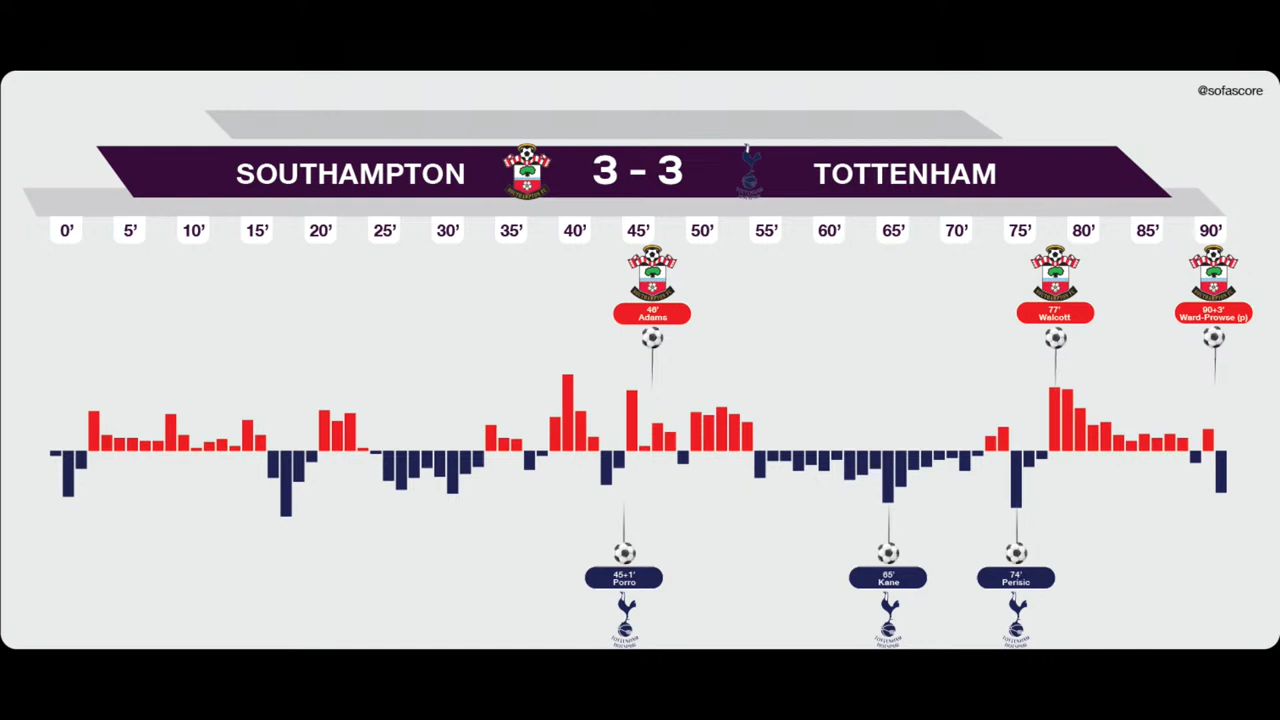 @sofascore
SOUTHAMPTON 3 - 3 TOTTENHAM
0’ 5’ 10’ 15’ 20’ 25’ 30’ 35’ 40’ 45’ 50’ 55’ 60’ 65’ 70’ 75’ 80’ 85’ 90’
46’
Adams
77’
Walcott
90+3’
Ward-Prowse (p)
45+1’
Porro
65’
Kane
74’
Perisic